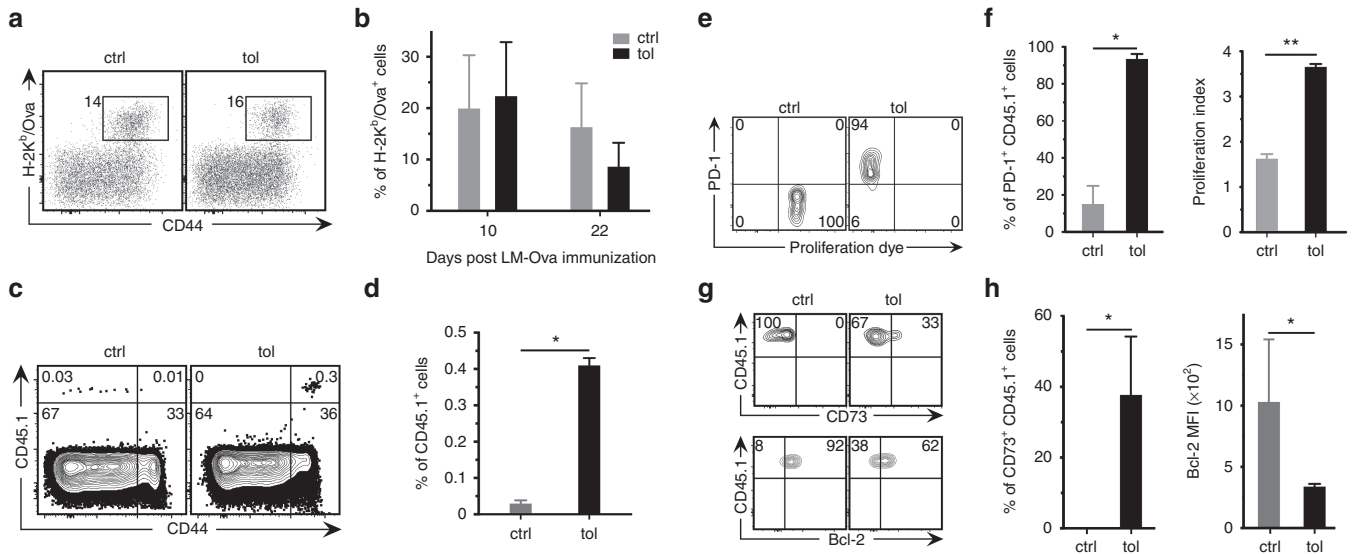 a
ctrl
tol
14
16
H-2Kᵇ/Ova
CD44
b
ctrl
tol
% of H-2Kᵇ/Ova⁺ cells
30
20
10
0
10
22
Days post LM-Ova immunization
c
ctrl
tol
0.03
0.01
0
0.3
67
33
64
36
CD45.1
CD44
d
% of CD45.1⁺ cells
0.5
0.4
0.3
0.2
0.1
0
*
ctrl
tol
e
ctrl
tol
0
0
94
0
0
100
6
0
PD-1
Proliferation dye
f
% of PD-1⁺ CD45.1⁺ cells
100
80
60
40
20
0
*
ctrl
tol
Proliferation index
4
3
2
1
0
**
ctrl
tol
g
ctrl
tol
100
0
67
33
CD45.1
CD73
8
92
38
62
CD45.1
Bcl-2
h
% of CD73⁺ CD45.1⁺ cells
60
40
20
0
*
ctrl
tol
Bcl-2 MFI (×10²)
15
10
5
0
*
ctrl
tol